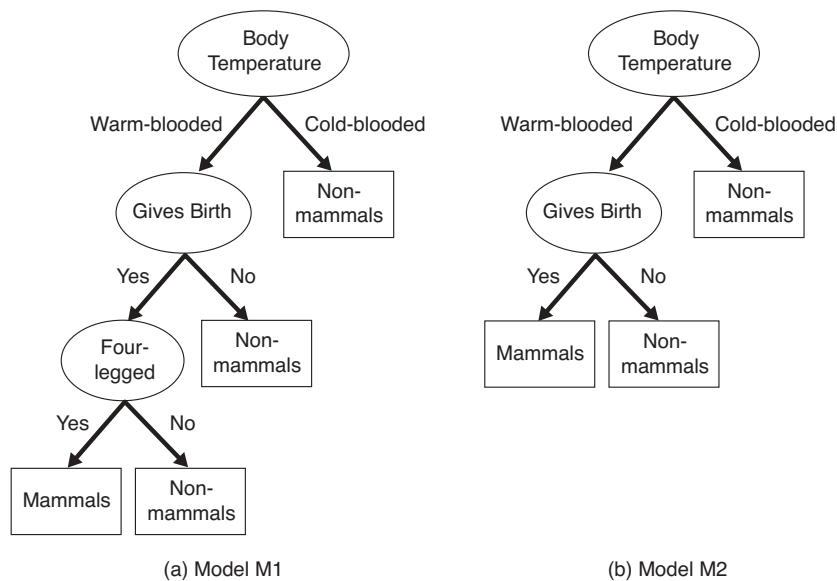 Body
Temperature
Warm-blooded
Cold-blooded
Gives Birth
Non-
mammals
Yes
No
Four-
legged
Non-
mammals
Yes
No
Mammals
Non-
mammals
(a) Model M1
Body
Temperature
Warm-blooded
Cold-blooded
Gives Birth
Non-
mammals
Yes
No
Mammals
Non-
mammals
(b) Model M2